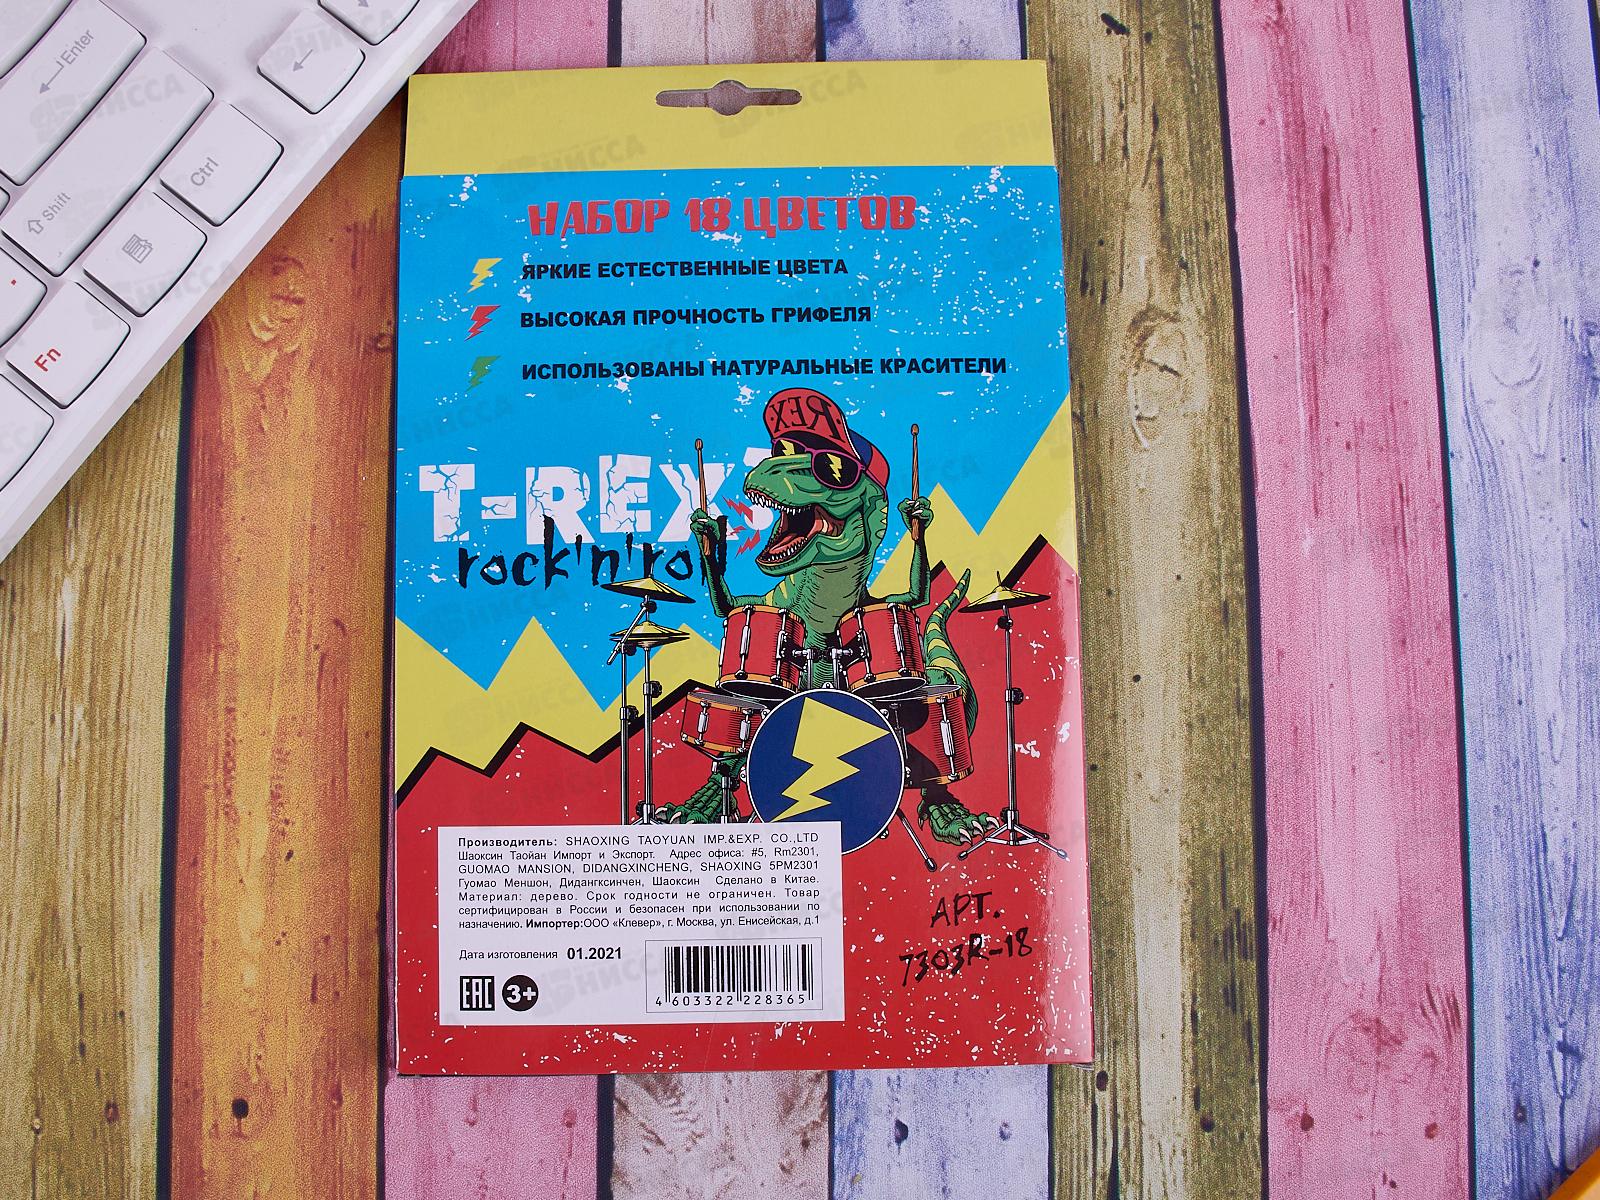 Enter
Shift
Ctrl
Fn
НАБОР 18 ЦВЕТОВ
ЯРКИЕ ЕСТЕСТВЕННЫЕ ЦВЕТА
ВЫСОКАЯ ПРОЧНОСТЬ ГРИФЕЛЯ
ИСПОЛЬЗОВАНЫ НАТУРАЛЬНЫЕ КРАСИТЕЛИ
REX
T-REX
rock'n'roll
Производитель: SHAOXING TAOYUAN IMP.&EXP. CO.,LTD
Шаоксин Таойан Импорт и Экспорт. Адрес офиса: #5, Rm2301,
GUOMAO MANSION, DIDANGXINCHENG, SHAOXING 5PM2301
Гуомао Меншон, Дидангксинчен, Шаоксин Сделано в Китае.
Материал: дерево. Срок годности не ограничен. Товар
сертифицирован в России и безопасен при использовании по
назначению. Импортер:ООО «Клевер», г. Москва, ул. Енисейская, д.1
Дата изготовления 01.2021
EAC 3+
4 603322 228365
АРТ.
7303R-18